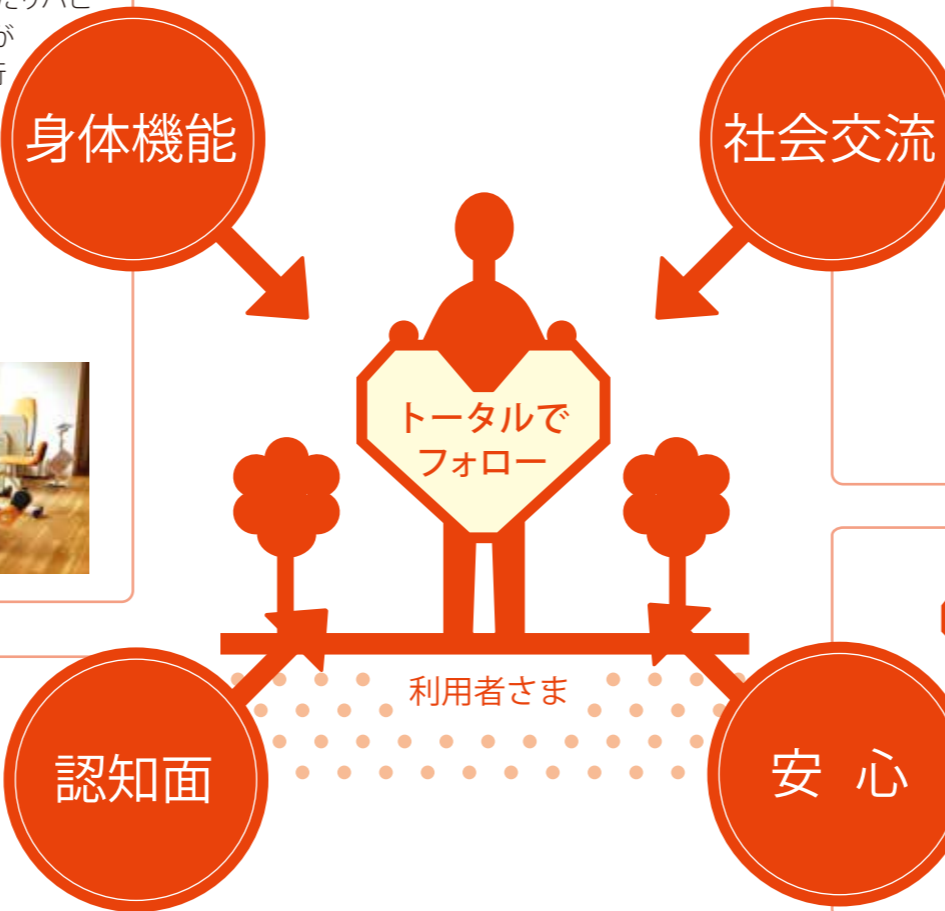 が
身体機能
社会交流
トータルで
フォロー
利用者さま
認知面
安 心